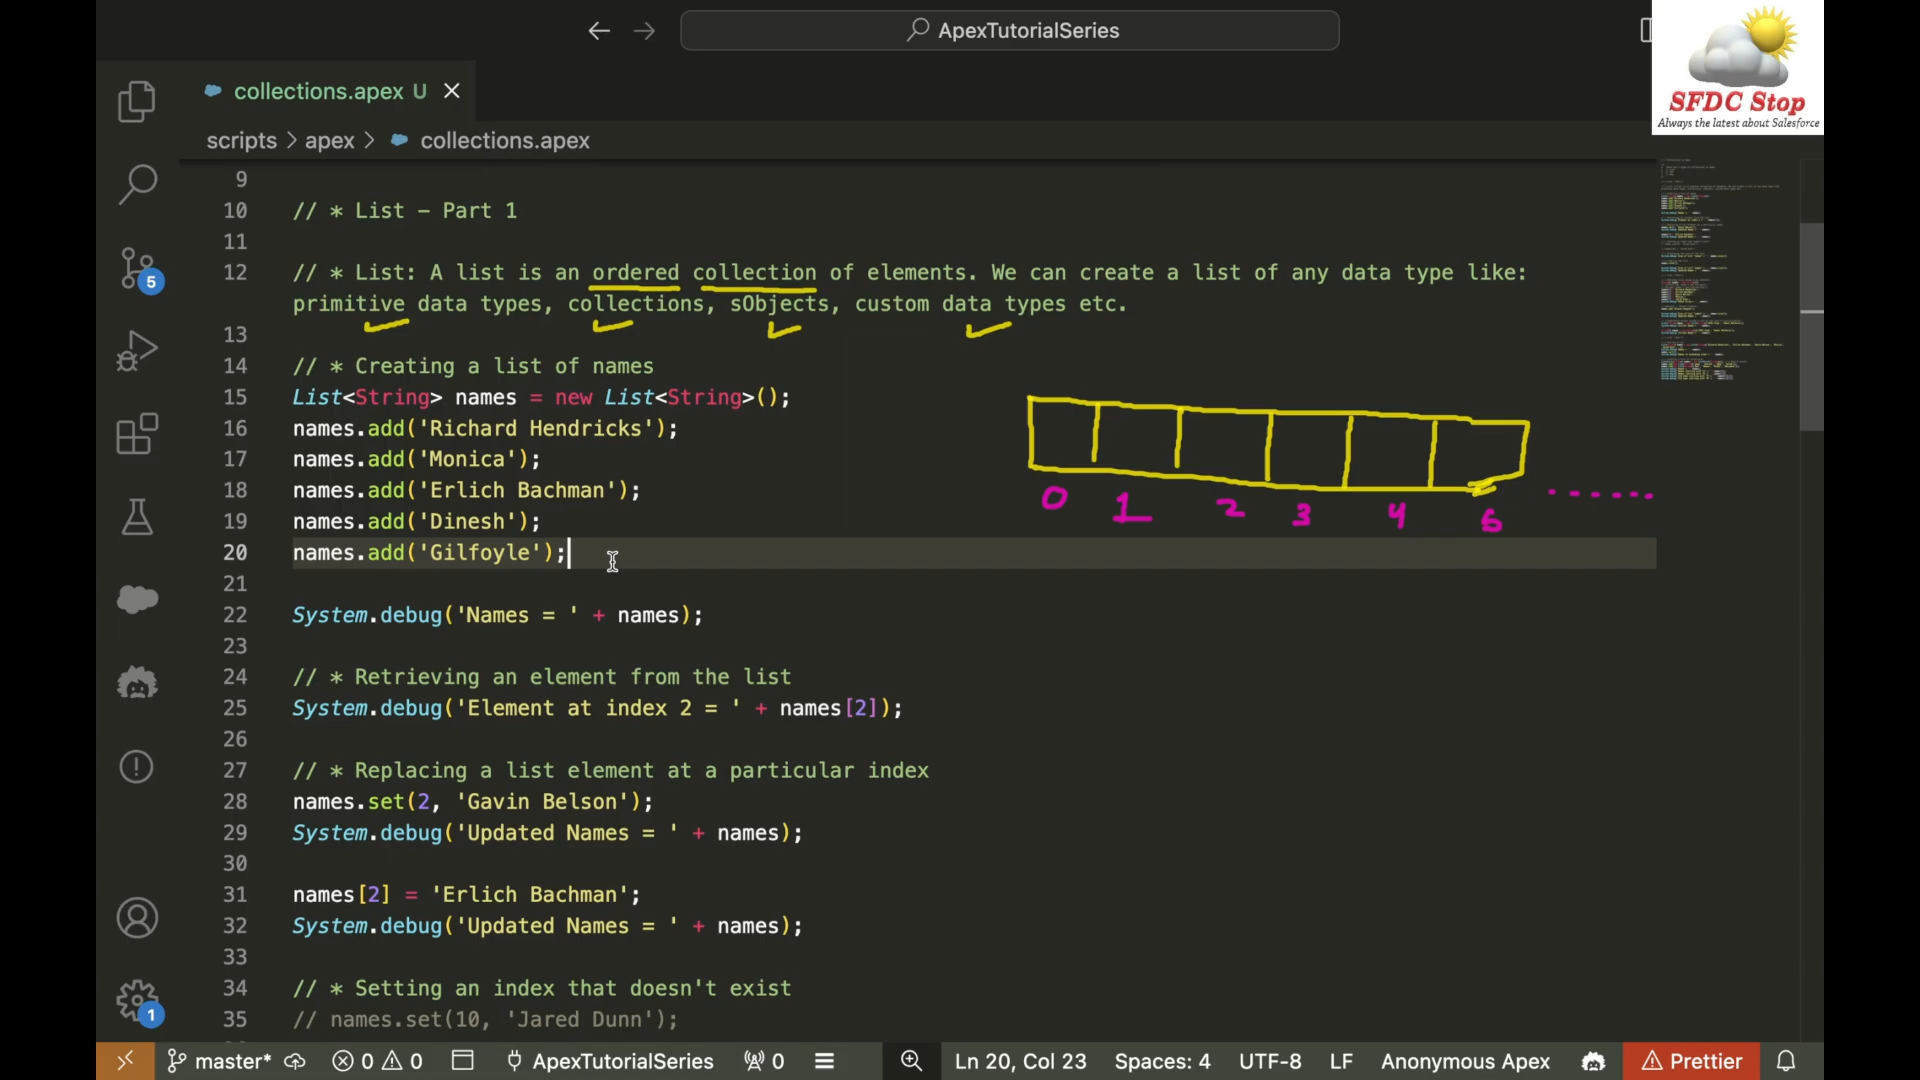 ApexTutorialSeries
SFDC Stop
Always the latest about Salesforce
collections.apex U
scripts > apex > collections.apex
9
10 // * List – Part 1
11
12 // * List: A list is an ordered collection of elements. We can create a list of any data type like:
primitive data types, collections, sObjects, custom data types etc.
13
14 // * Creating a list of names
15 List<String> names = new List<String>();
16 names.add('Richard Hendricks');
17 names.add('Monica');
18 names.add('Erlich Bachman');
19 names.add('Dinesh');
20 names.add('Gilfoyle');
0 1 2 3 4 5
21
22 System.debug('Names = ' + names);
23
24 // * Retrieving an element from the list
25 System.debug('Element at index 2 = ' + names[2]);
26
27 // * Replacing a list element at a particular index
28 names.set(2, 'Gavin Belson');
29 System.debug('Updated Names = ' + names);
30
31 names[2] = 'Erlich Bachman';
32 System.debug('Updated Names = ' + names);
33
34 // * Setting an index that doesn't exist
35 // names.set(10, 'Jared Dunn');
5
1
master* 0 0 ApexTutorialSeries 0 Ln 20, Col 23 Spaces: 4 UTF-8 LF Anonymous Apex Prettier